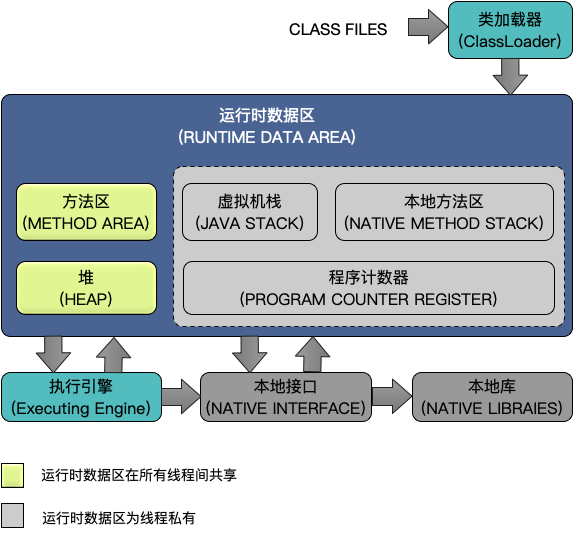 CLASS FILES
类加载器
(ClassLoader)
运行时数据区
(RUNTIME DATA AREA)
方法区
(METHOD AREA)
虚拟机栈
(JAVA STACK)
本地方法区
(NATIVE METHOD STACK)
堆
(HEAP)
程序计数器
(PROGRAM COUNTER REGISTER)
执行引擎
(Executing Engine)
本地接口
(NATIVE INTERFACE)
本地库
(NATIVE LIBRAIES)
运行时数据区在所有线程间共享
运行时数据区为线程私有